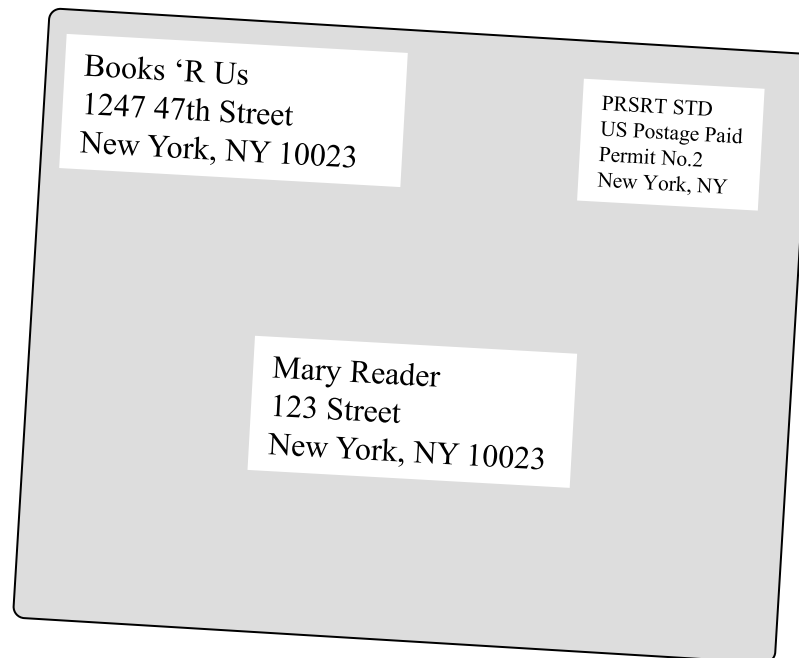 Books ‘R Us
1247 47th Street
New York, NY 10023
PRSRT STD
US Postage Paid
Permit No.2
New York, NY
Mary Reader
123 Street
New York, NY 10023